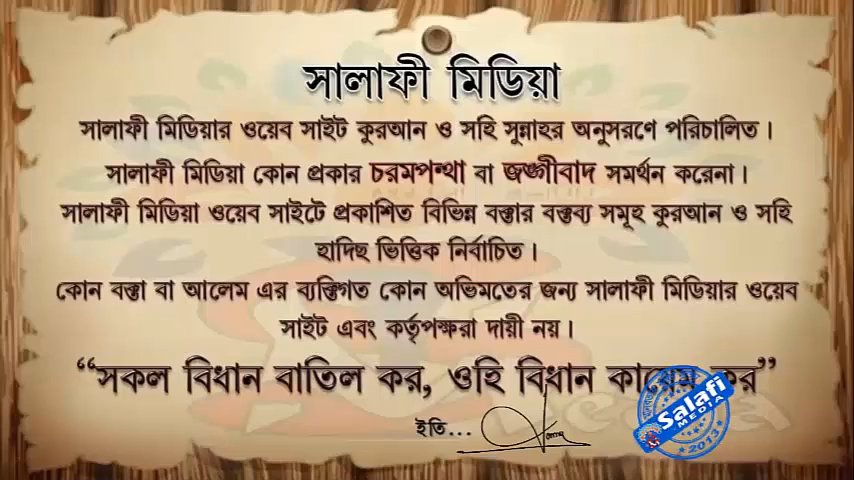 সালাফী মিডিয়া
সালাফী মিডিয়ার ওয়েব সাইট কুরআন ও সহি সুন্নাহর অনুসরণে পরিচালিত।
সালাফী মিডিয়া কোন প্রকার চরমপন্থা বা জঙ্গীবাদ সমর্থন করেনা।
সালাফী মিডিয়া ওয়েব সাইটে প্রকাশিত বিভিন্ন বক্তার বক্তব্য সমূহ কুরআন ও সহি
হাদিছ ভিত্তিক নির্বাচিত।
কোন বক্তা বা আলেম এর ব্যক্তিগত কোন অভিমতের জন্য সালাফী মিডিয়ার ওয়েব
সাইট এবং কর্তৃপক্ষরা দায়ী নয়।
“সকল বিধান বাতিল কর, ওহি বিধান কায়েম কর”
ইতি...
Salafi
MEDIA
2013